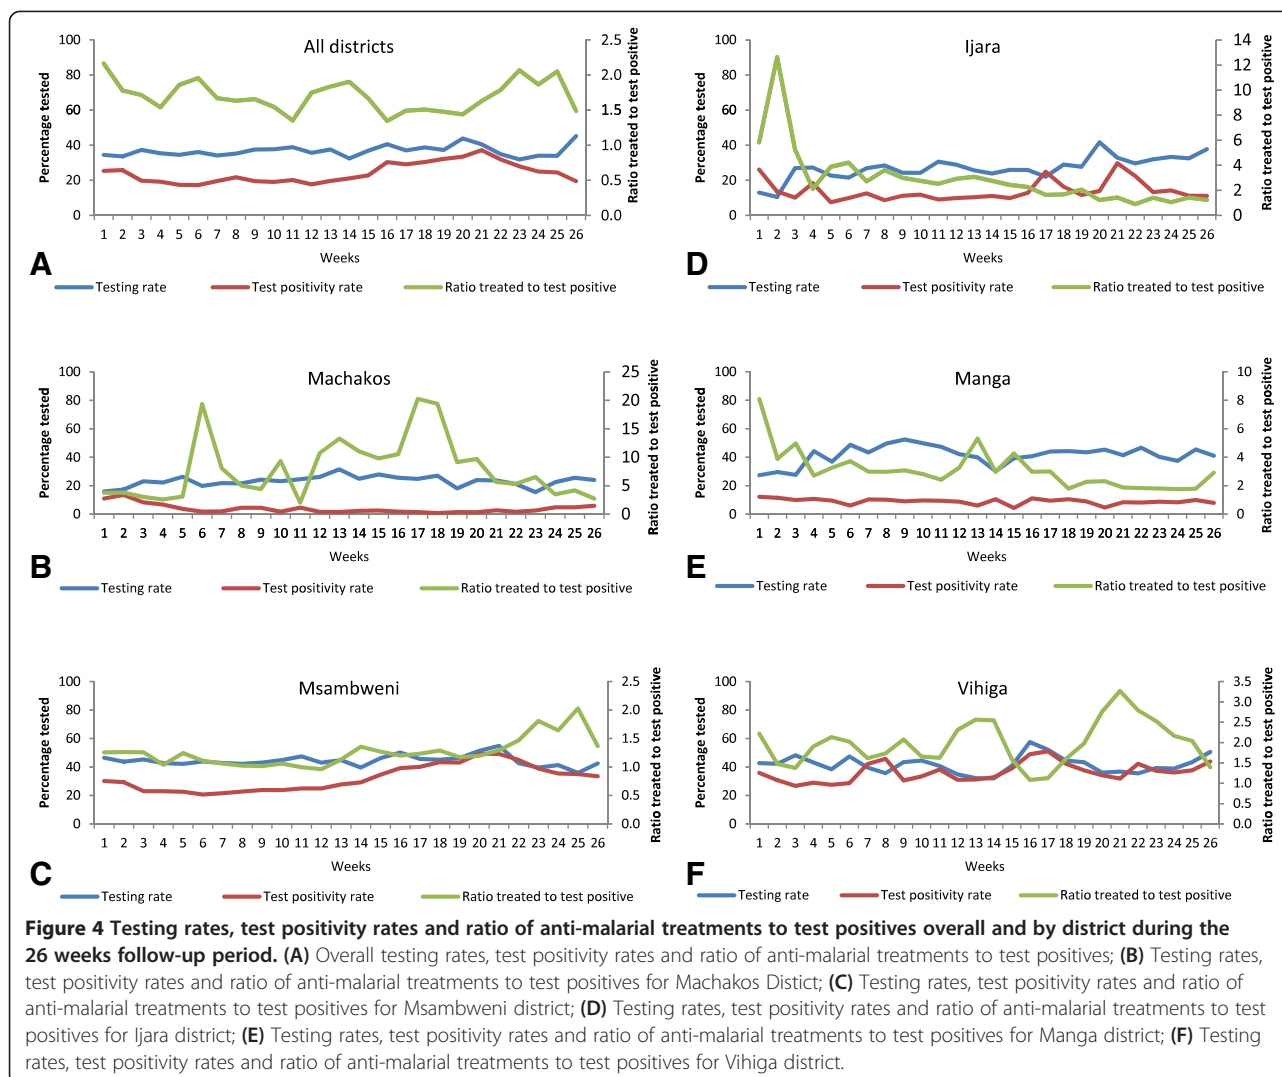 All districts
Percentage tested
100
80
60
40
20
0
2.5
2.0
1.5
1.0
0.5
0.0
Ratio treated to test positive
1 2 3 4 5 6 7 8 9 10 11 12 13 14 15 16 17 18 19 20 21 22 23 24 25 26
Weeks
A
Testing rate Test positivity rate Ratio treated to test positive
Ijara
Percentage tested
100
80
60
40
20
0
14
12
10
8
6
4
2
0
Ratio treated to test positive
1 2 3 4 5 6 7 8 9 10 11 12 13 14 15 16 17 18 19 20 21 22 23 24 25 26
Weeks
D
Testing rate Test positivity rate Ratio treated to test positive
Machakos
Percentage tested
100
80
60
40
20
0
25
20
15
10
5
0
Ratio treated to test positive
1 2 3 4 5 6 7 8 9 10 11 12 13 14 15 16 17 18 19 20 21 22 23 24 25 26
Weeks
B
Testing rate Test positivity rate Ratio treated to test positive
Manga
Percentage tested
100
80
60
40
20
0
10
8
6
4
2
0
Ratio treated to test positive
1 2 3 4 5 6 7 8 9 10 11 12 13 14 15 16 17 18 19 20 21 22 23 24 25 26
Weeks
E
Testing rate Test positivity rate Ratio treated to test positive
Msambweni
Percentage tested
100
80
60
40
20
0
2.5
2.0
1.5
1.0
0.5
0.0
Ratio treated to test positive
1 2 3 4 5 6 7 8 9 10 11 12 13 14 15 16 17 18 19 20 21 22 23 24 25 26
Weeks
C
Testing rate Test positivity rate Ratio treated to test positive
Vihiga
Percentage tested
100
80
60
40
20
0
3.5
3.0
2.5
2.0
1.5
1.0
0.5
0.0
Ratio treated to test positive
1 2 3 4 5 6 7 8 9 10 11 12 13 14 15 16 17 18 19 20 21 22 23 24 25 26
Weeks
F
Testing rate Test positivity rate Ratio treated to test positive
Figure 4 Testing rates, test positivity rates and ratio of anti-malarial treatments to test positives overall and by district during the
26 weeks follow-up period. (A) Overall testing rates, test positivity rates and ratio of anti-malarial treatments to test positives; (B) Testing rates,
test positivity rates and ratio of anti-malarial treatments to test positives for Machakos Distict; (C) Testing rates, test positivity rates and ratio of
anti-malarial treatments to test positives for Msambweni district; (D) Testing rates, test positivity rates and ratio of anti-malarial treatments to test
positives for Ijara district; (E) Testing rates, test positivity rates and ratio of anti-malarial treatments to test positives for Manga district; (F) Testing
rates, test positivity rates and ratio of anti-malarial treatments to test positives for Vihiga district.